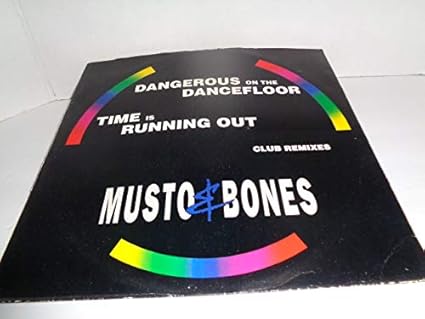 DANGEROUS ON THE
DANCEFLOOR
TIME IS
RUNNING OUT
CLUB REMIXES
MUSTO & BONES